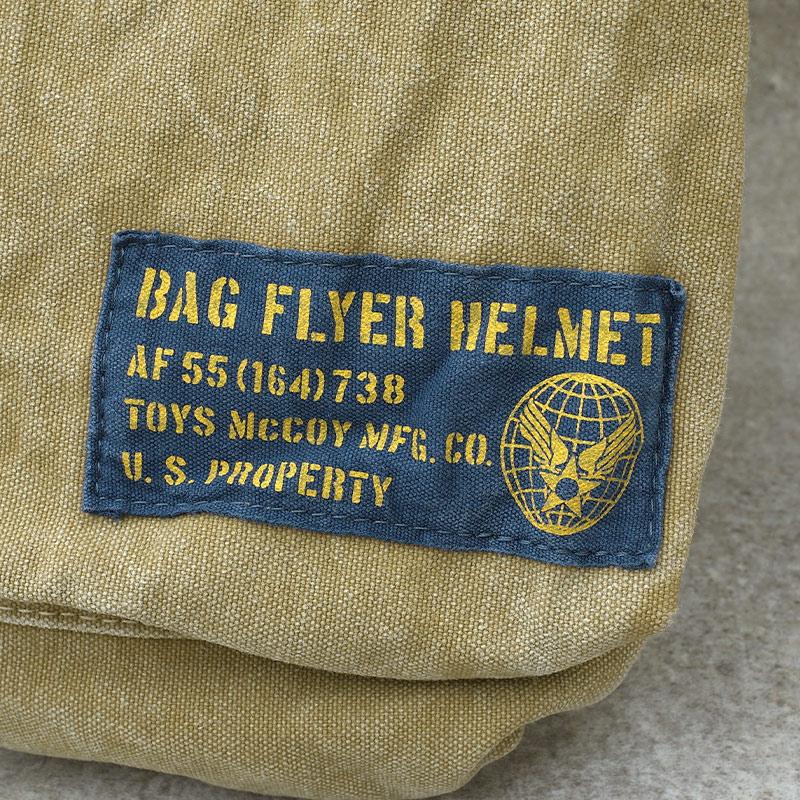 BAG FLYER HELMET
AF 55 (164) 738
TOYS McCOY MFG. CO.
U. S. PROPERTY